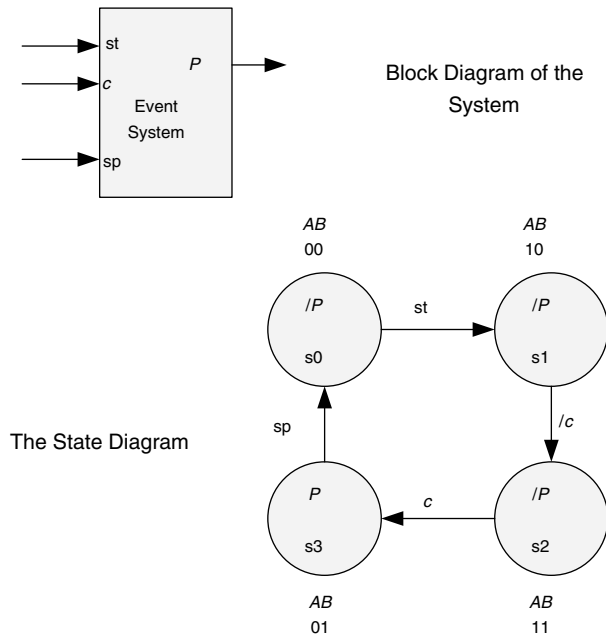 st
P
c
Event
System
sp
Block Diagram of the
System
AB
00
AB
10
/P
s0
st
/P
s1
The State Diagram
sp
/c
P
s3
c
/P
s2
AB
01
AB
11